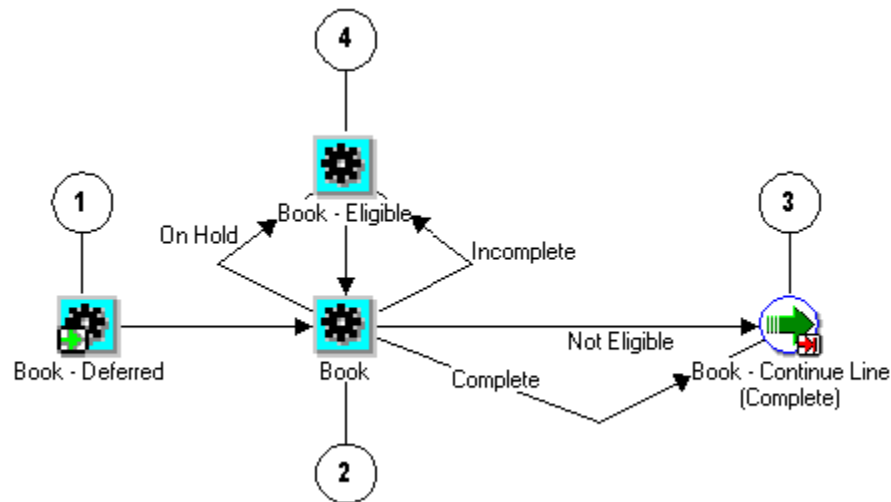 4
1
3
On Hold
Book - Eligible
Incomplete
Book - Deferred
Book
Not Eligible
Complete
Book - Continue Line
(Complete)
2